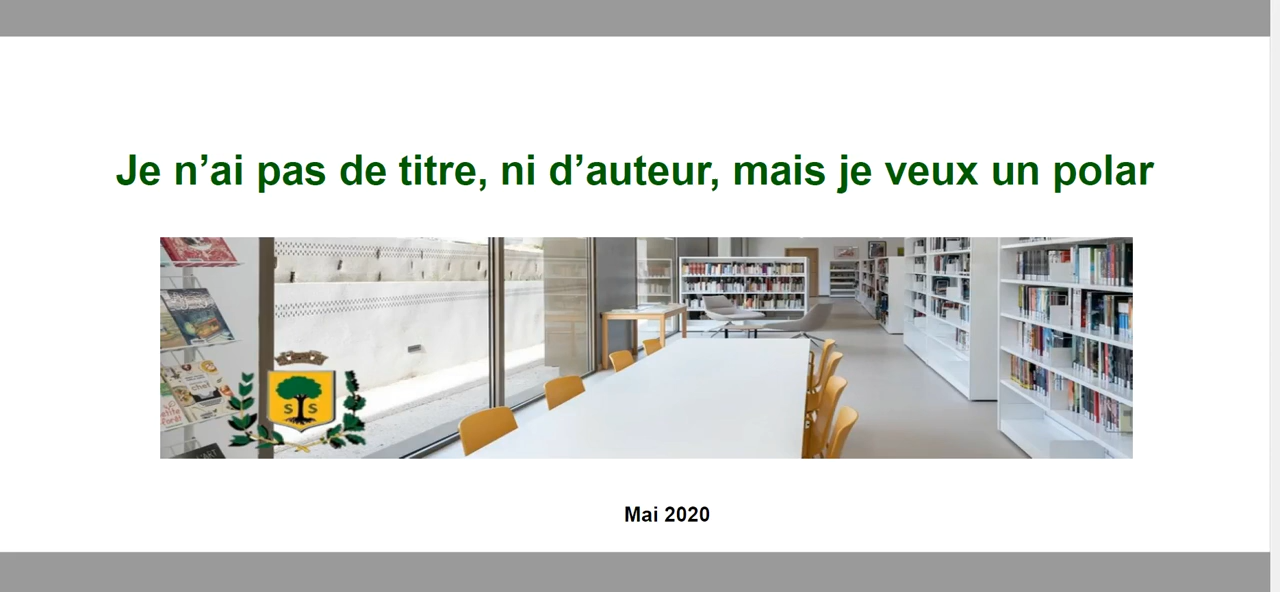 Je n’ai pas de titre, ni d’auteur, mais je veux un polar
S S
Mai 2020